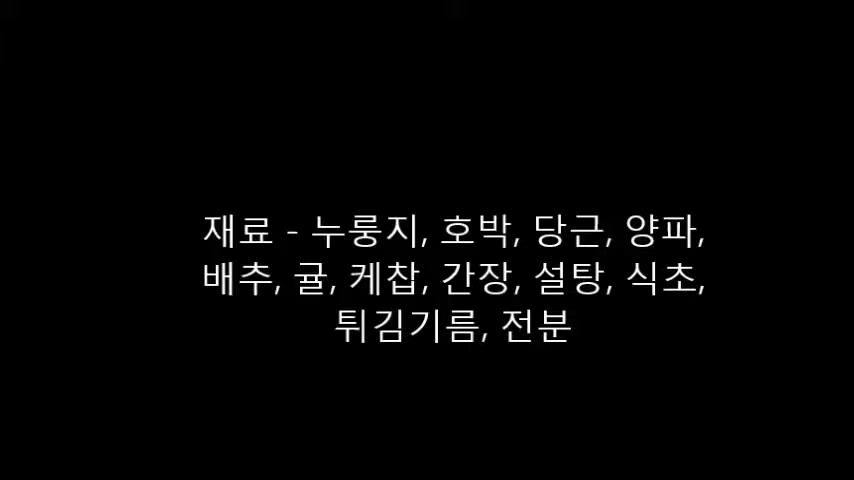 재료 - 누룽지, 호박, 당근, 양파,
배추, 귤, 케찹, 간장, 설탕, 식초,
튀김기름, 전분